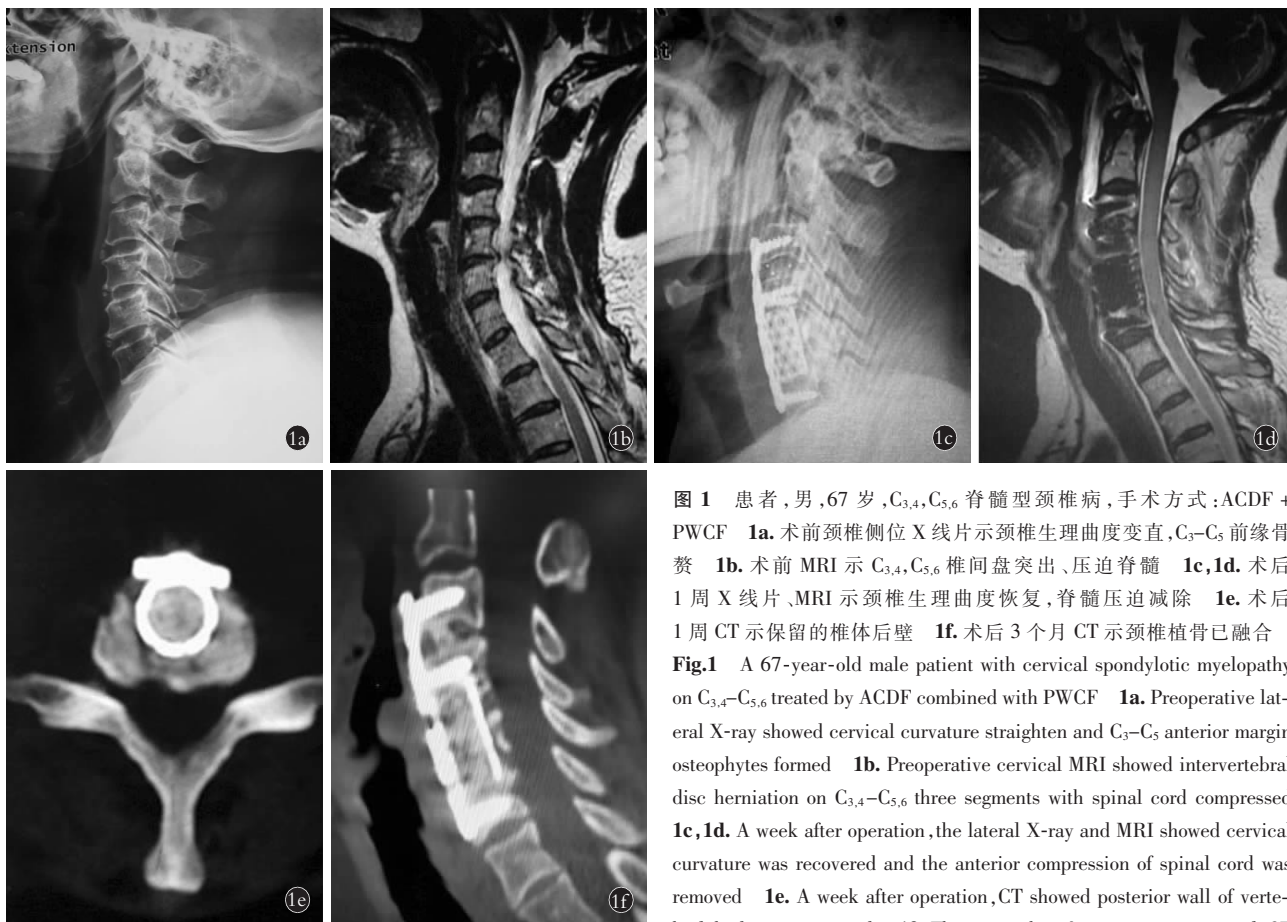 xtension
1a
1b
1c
1d
1e
1f
图 1 患者,男,67 岁,C3,4,C5,6 脊髓型颈椎病,手术方式:ACDF +
PWCF 1a. 术前颈椎侧位 X 线片示颈椎生理曲度变直,C3–C5 前缘骨
赘 1b. 术前 MRI 示 C3,4,C5,6 椎间盘突出、压迫脊髓 1c,1d. 术后
1 周 X 线片、MRI 示颈椎生理曲度恢复,脊髓压迫减除 1e. 术后
1 周 CT 示保留的椎体后壁 1f. 术后 3 个月 CT 示颈椎植骨已融合
Fig.1 A 67-year-old male patient with cervical spondylotic myelopathy
on C3,4–C5,6 treated by ACDF combined with PWCF 1a. Preoperative lat-
eral X-ray showed cervical curvature straighten and C3–C5 anterior margin
osteophytes formed 1b. Preoperative cervical MRI showed intervertebral
disc herniation on C3,4–C5,6 three segments with spinal cord compressed
1c,1d. A week after operation,the lateral X-ray and MRI showed cervical
curvature was recovered and the anterior compression of spinal cord was
removed 1e. A week after operation,CT showed posterior wall of verte-